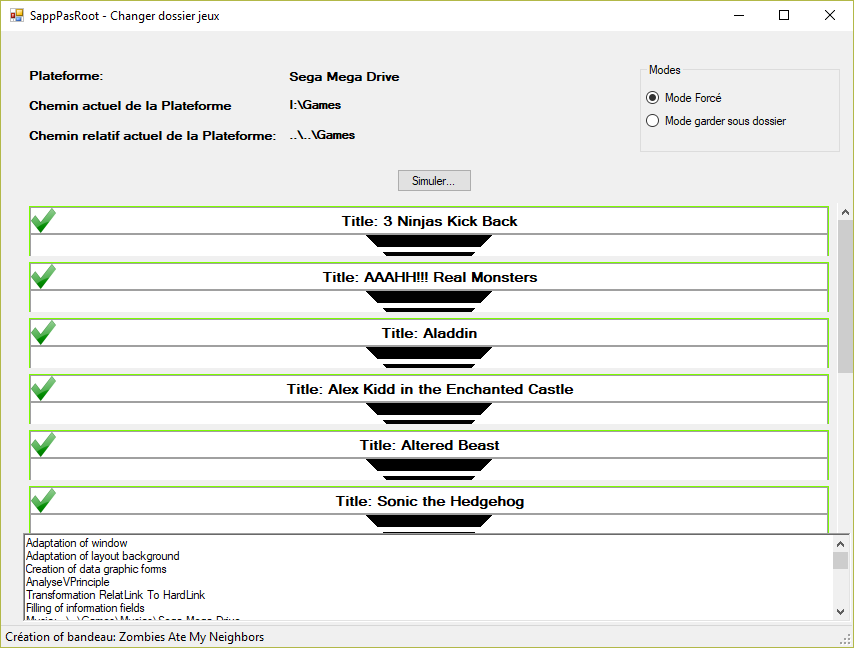 SappPasRoot - Changer dossier jeux
Plateforme: Sega Mega Drive
Chemin actuel de la Plateforme I:\Games
Chemin relatif actuel de la Plateforme: ..\..\Games
Modes
Mode Forcé
Mode garder sous dossier
Simuler...
Title: 3 Ninjas Kick Back
Title: AAAHH!!! Real Monsters
Title: Aladdin
Title: Alex Kidd in the Enchanted Castle
Title: Altered Beast
Title: Sonic the Hedgehog
Adaptation of window
Adaptation of layout background
Creation of data graphic forms
AnalyseVPrinciple
Transformation RelatLink To HardLink
Filling of information fields
Création of bandeau: Zombies Ate My Neighbors